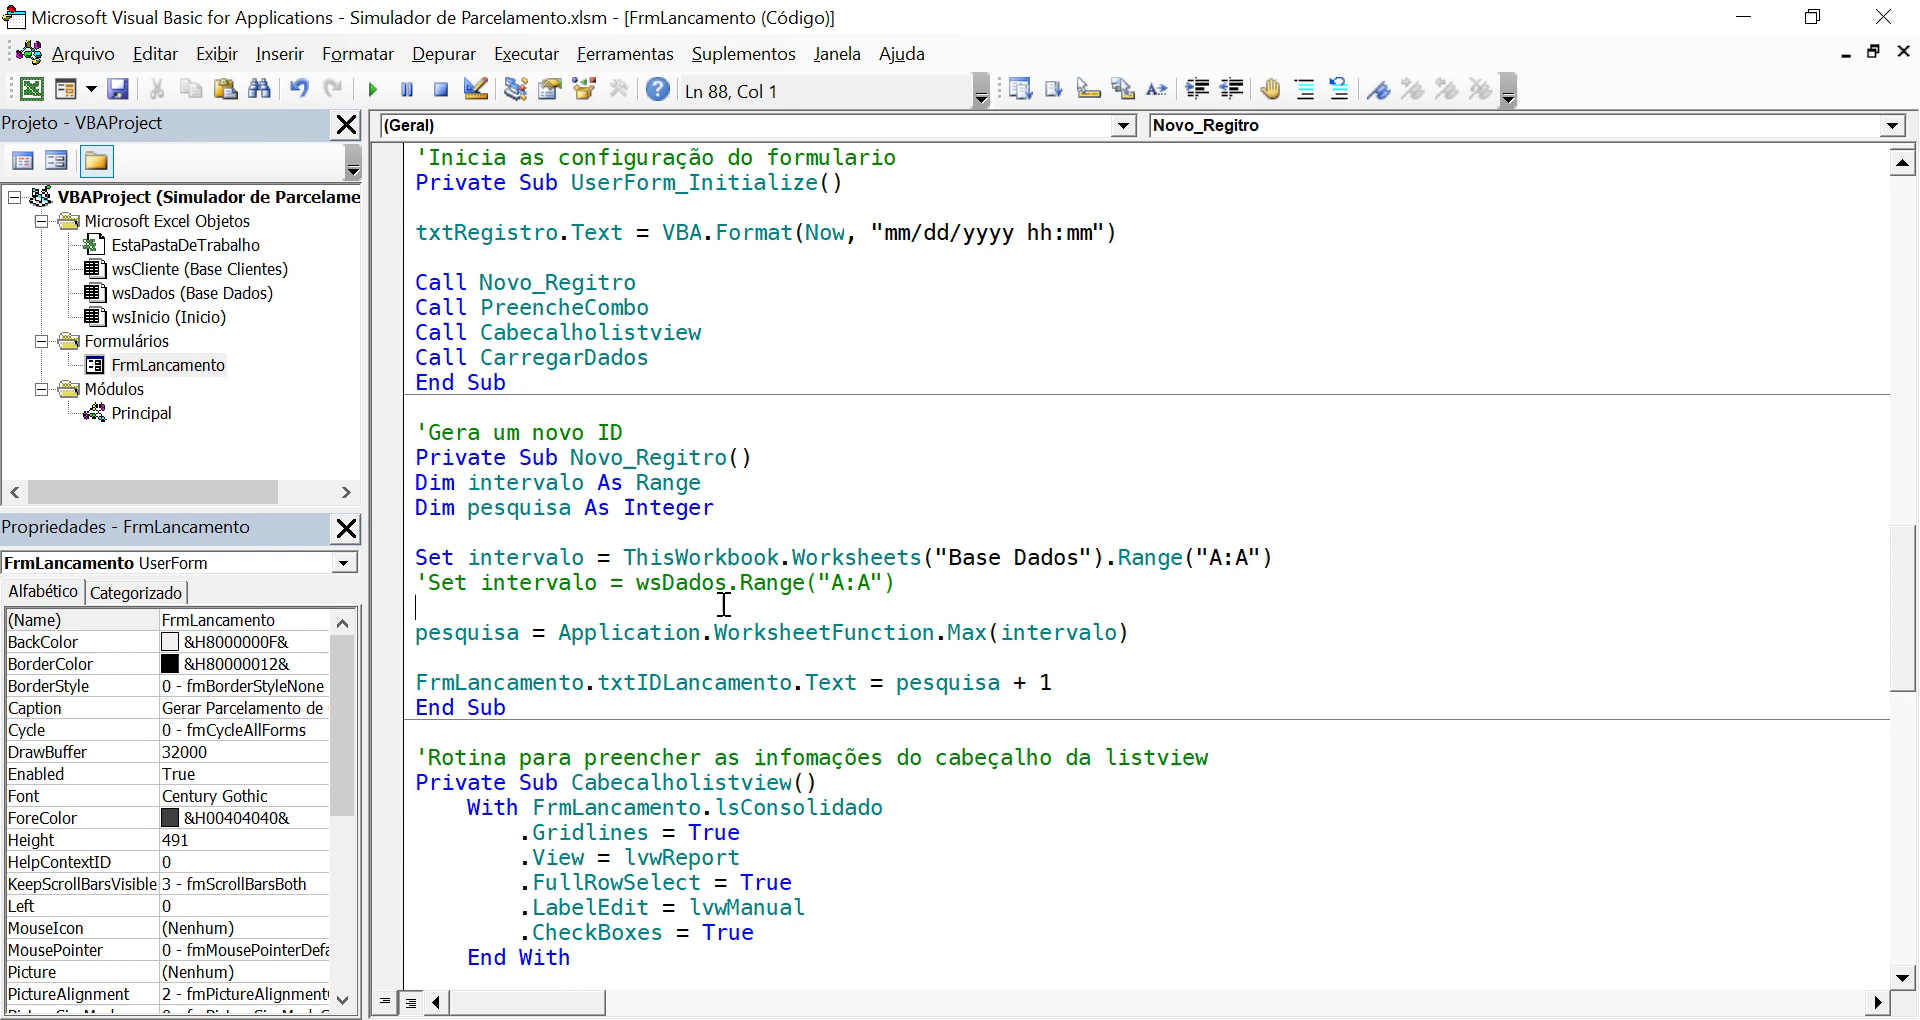 Microsoft Visual Basic for Applications - Simulador de Parcelamento.xlsm - [FrmLancamento (Código)]
Arquivo Editar Exibir Inserir Formatar Depurar Executar Ferramentas Suplementos Janela Ajuda
Ln 88, Col 1
Projeto - VBAProject
VBAProject (Simulador de Parcelame
Microsoft Excel Objetos
EstaPastaDeTrabalho
wsCliente (Base Clientes)
wsDados (Base Dados)
wsInicio (Inicio)
Formulários
FrmLancamento
Módulos
Principal
Propriedades - FrmLancamento
FrmLancamento UserForm
Alfabético Categorizado
(Name) FrmLancamento
BackColor &H8000000F&
BorderColor &H80000012&
BorderStyle 0 - fmBorderStyleNone
Caption Gerar Parcelamento de
Cycle 0 - fmCycleAllForms
DrawBuffer 32000
Enabled True
Font Century Gothic
ForeColor &H00404040&
Height 491
HelpContextID 0
KeepScrollBarsVisible 3 - fmScrollBarsBoth
Left 0
MouseIcon (Nenhum)
MousePointer 0 - fmMousePointerDefa
Picture (Nenhum)
PictureAlignment 2 - fmPictureAlignment
(Geral) Novo_Regitro
'Inicia as configuração do formulario
Private Sub UserForm_Initialize()
txtRegistro.Text = VBA.Format(Now, "mm/dd/yyyy hh:mm")
Call Novo_Regitro
Call PreencheCombo
Call Cabecalholistview
Call CarregarDados
End Sub
'Gera um novo ID
Private Sub Novo_Regitro()
Dim intervalo As Range
Dim pesquisa As Integer
Set intervalo = ThisWorkbook.Worksheets("Base Dados").Range("A:A")
'Set intervalo = wsDados.Range("A:A")
pesquisa = Application.WorksheetFunction.Max(intervalo)
FrmLancamento.txtIDLancamento.Text = pesquisa + 1
End Sub
'Rotina para preencher as infomações do cabeçalho da listview
Private Sub Cabecalholistview()
With FrmLancamento.lsConsolidado
.Gridlines = True
.View = lvwReport
.FullRowSelect = True
.LabelEdit = lvwManual
.CheckBoxes = True
End With